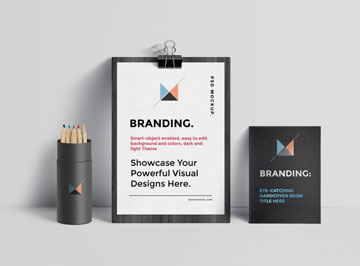 PSD MOCKUP.
BRANDING.
Smart-object enabled, easy to edit
background and colors, dark and
light Theme
Showcase Your
Powerful Visual
Designs Here.
BRANDING:
EYE-CATCHING
HARDCOVER BOOK
TITLE HERE